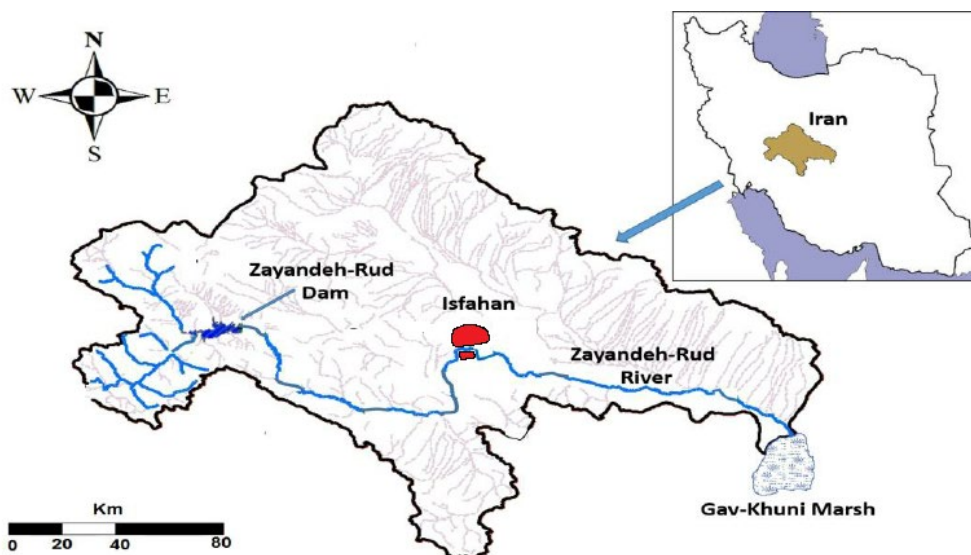 N
W
E
S
Iran
Zayandeh-Rud
Dam
Isfahan
Zayandeh-Rud
River
Gav-Khuni Marsh
Km
0 20 40 80